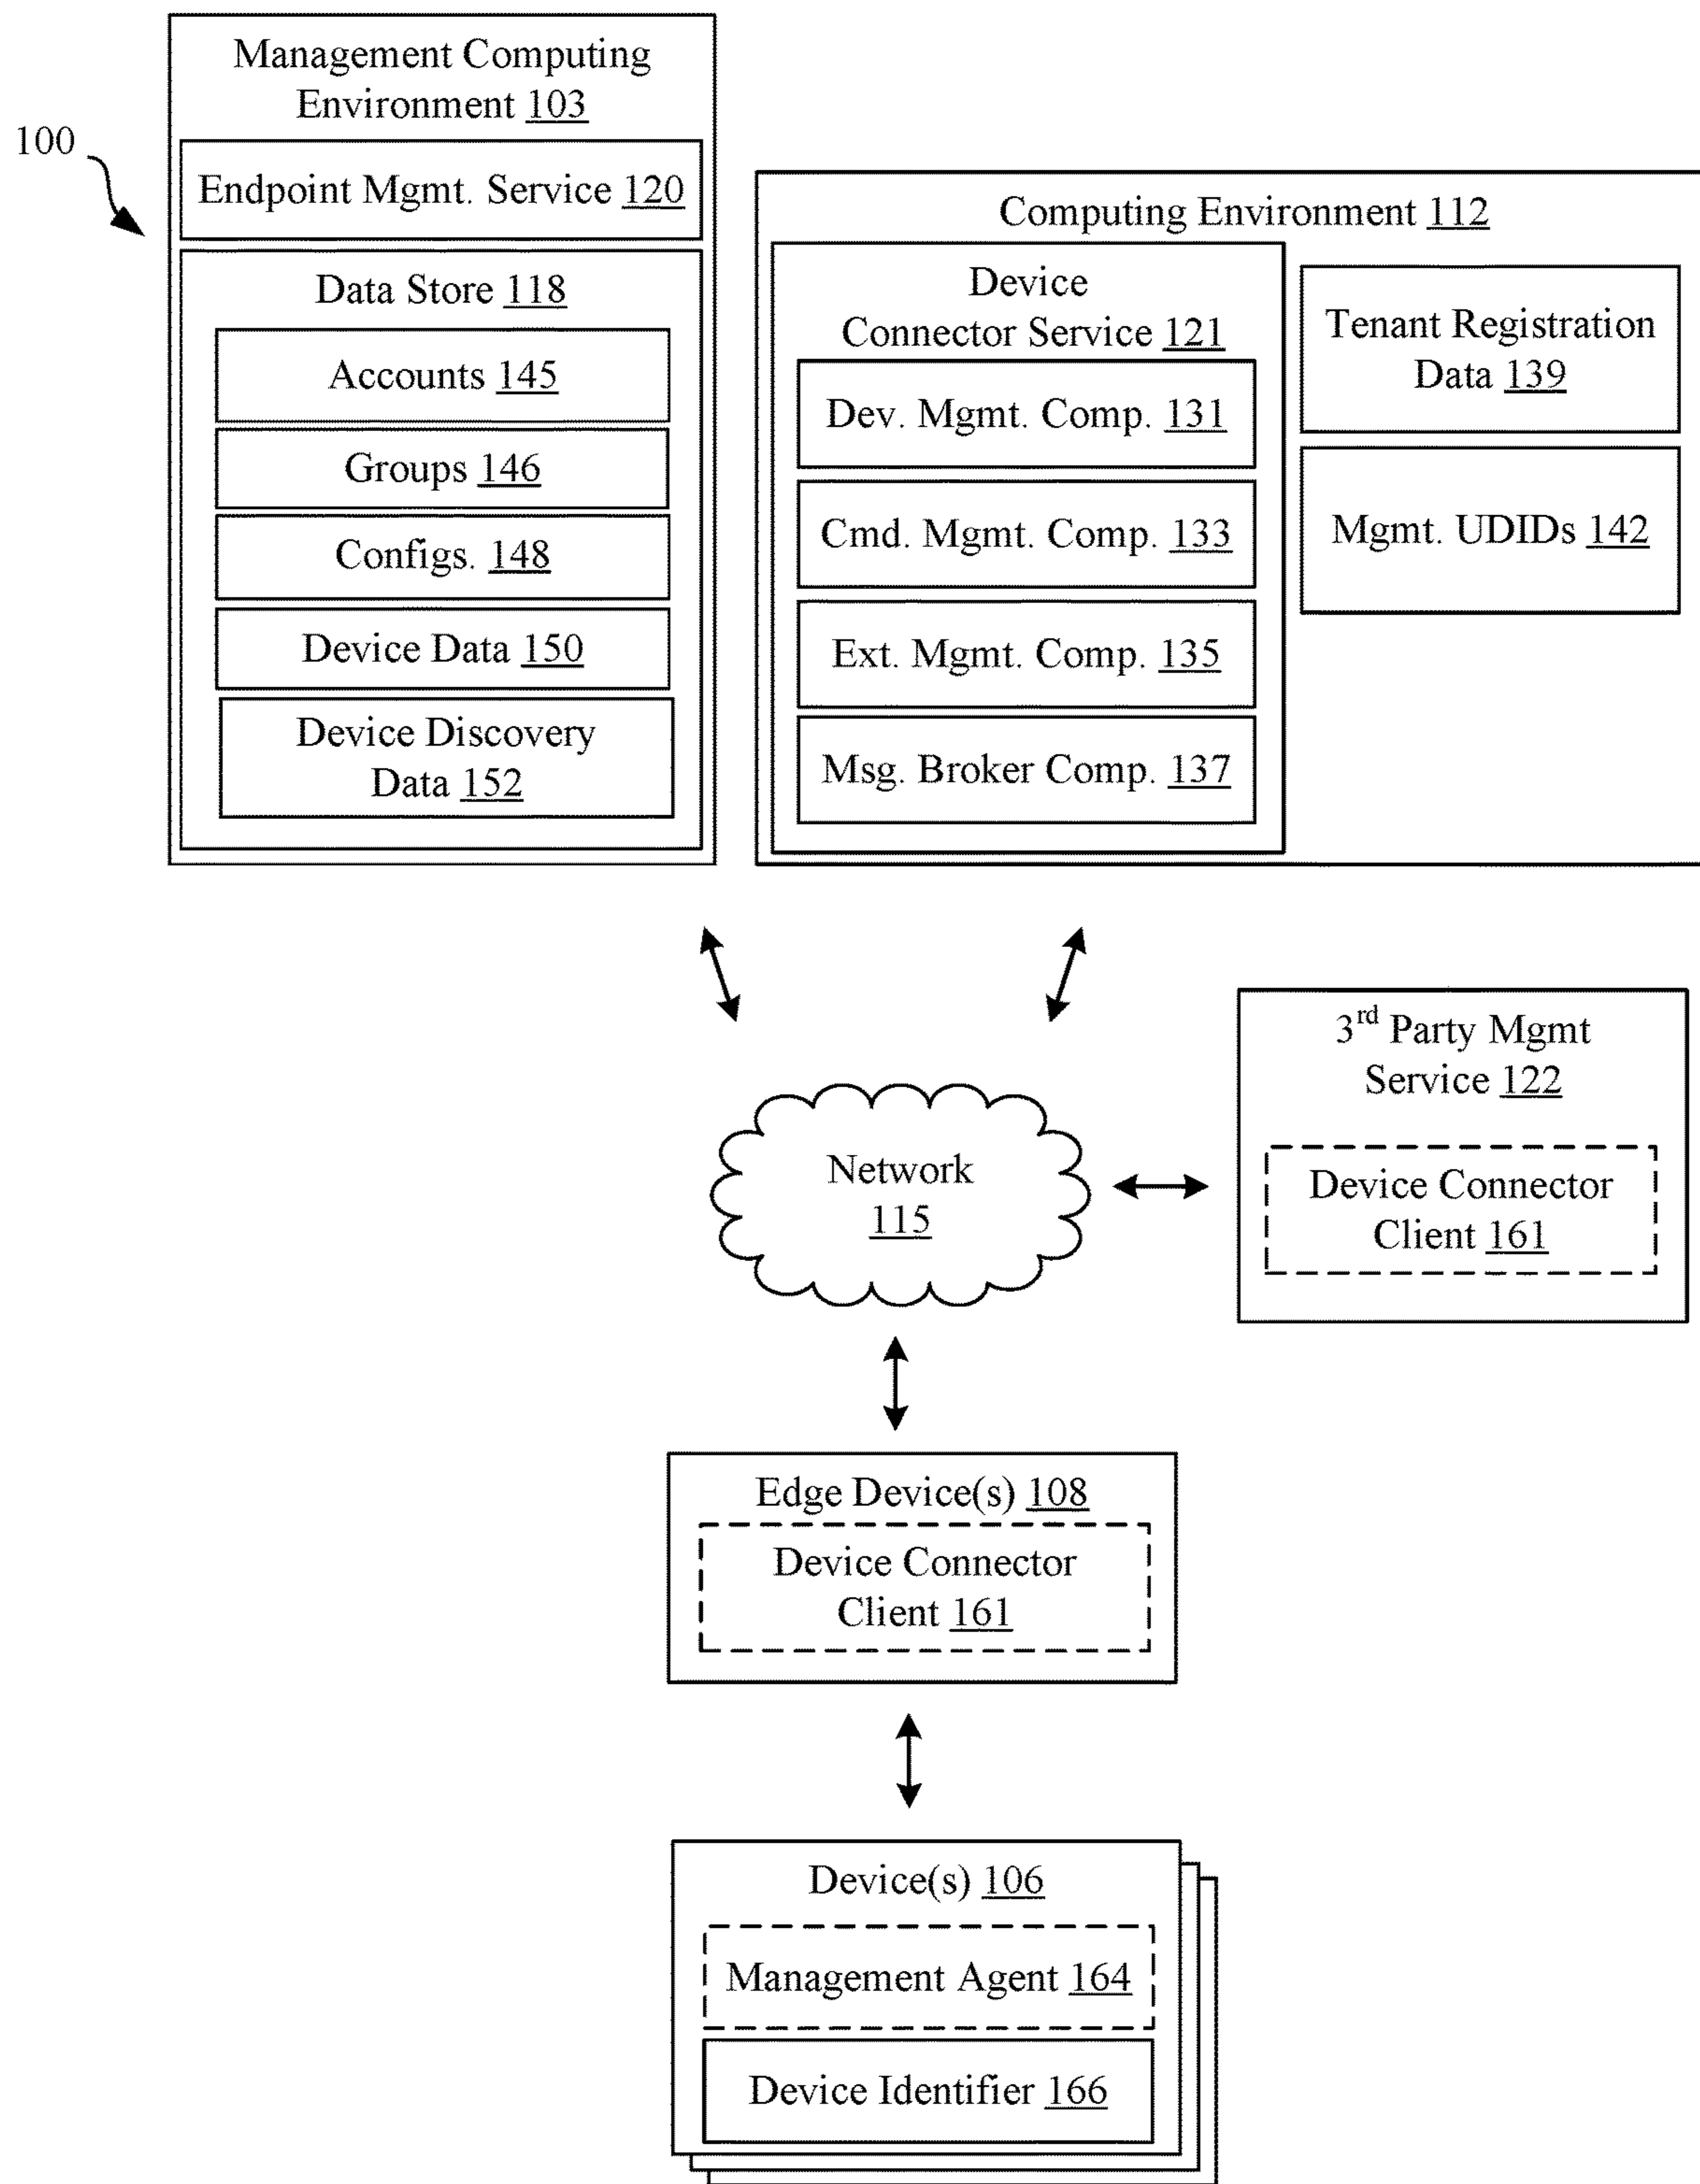 100
Management Computing
Environment 103
Endpoint Mgmt. Service 120
Data Store 118
Accounts 145
Groups 146
Configs. 148
Device Data 150
Device Discovery
Data 152
Computing Environment 112
Device
Connector Service 121
Dev. Mgmt. Comp. 131
Cmd. Mgmt. Comp. 133
Ext. Mgmt. Comp. 135
Msg. Broker Comp. 137
Tenant Registration
Data 139
Mgmt. UDIDs 142
Network
115
3rd Party Mgmt
Service 122
Device Connector
Client 161
Edge Device(s) 108
Device Connector
Client 161
Device(s) 106
Management Agent 164
Device Identifier 166